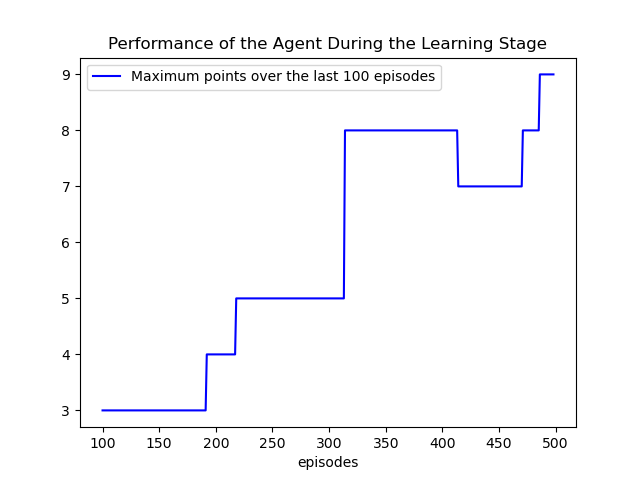 Performance of the Agent During the Learning Stage
Maximum points over the last 100 episodes
9
8
7
6
5
4
3
100 150 200 250 300 350 400 450 500
episodes